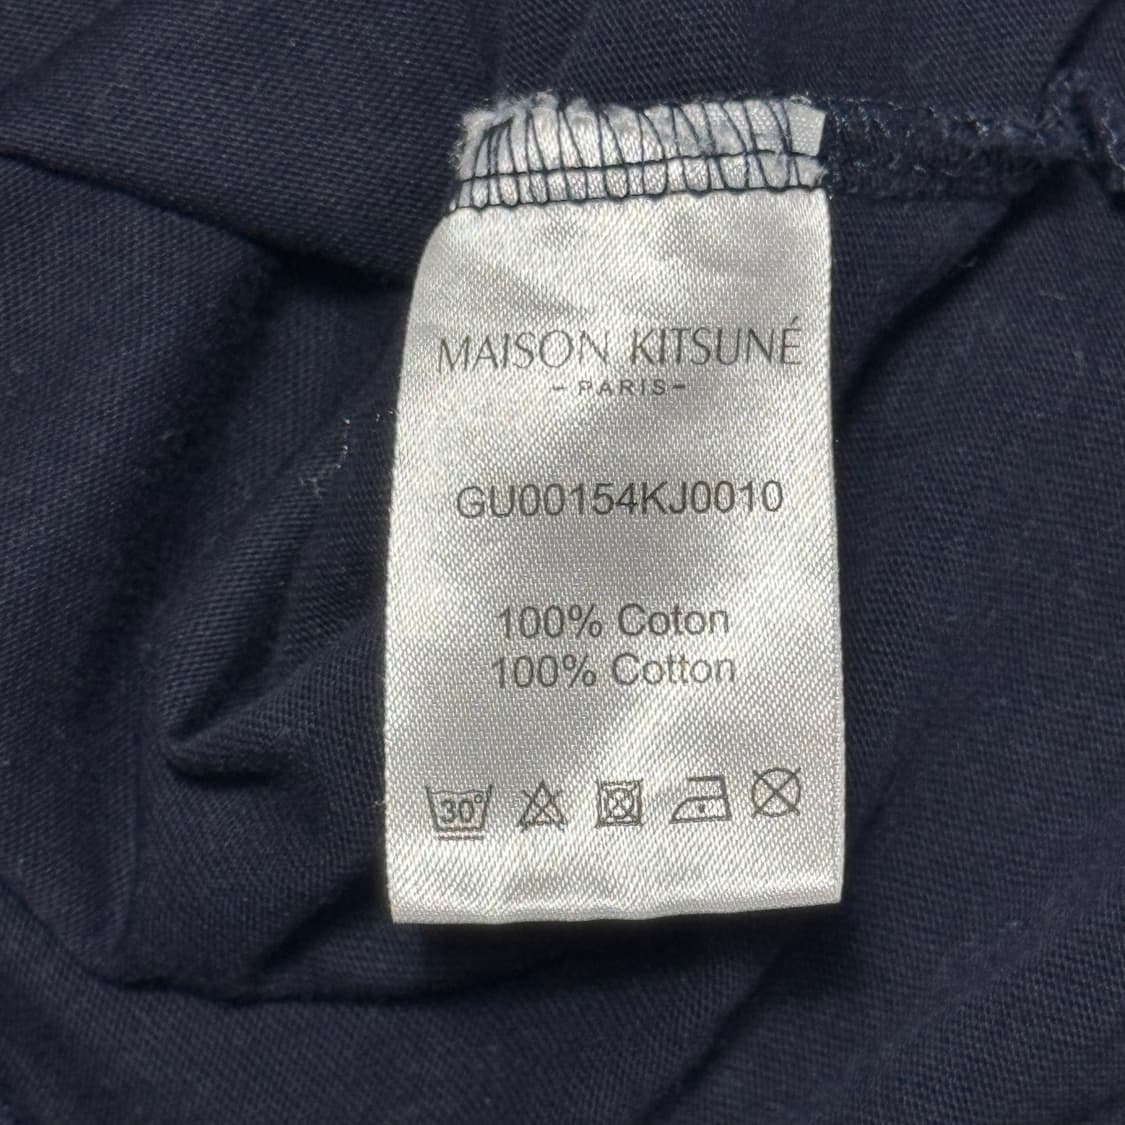 MAISON KITSUNÉ
-PARIS-
GU00154KJ0010
100% Coton
100% Cotton
30°